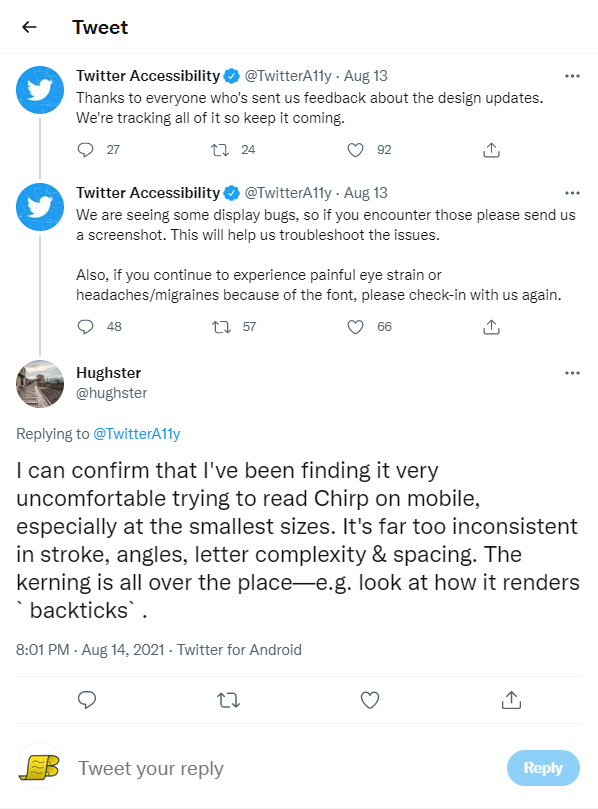 Tweet
Twitter Accessibility @TwitterA11y · Aug 13
Thanks to everyone who's sent us feedback about the design updates.
We're tracking all of it so keep it coming.
27 24 92
Twitter Accessibility @TwitterA11y · Aug 13
We are seeing some display bugs, so if you encounter those please send us
a screenshot. This will help us troubleshoot the issues.
Also, if you continue to experience painful eye strain or
headaches/migraines because of the font, please check-in with us again.
48 57 66
Hughster
@hughster
Replying to @TwitterA11y
I can confirm that I've been finding it very
uncomfortable trying to read Chirp on mobile,
especially at the smallest sizes. It's far too inconsistent
in stroke, angles, letter complexity & spacing. The
kerning is all over the place—e.g. look at how it renders
` backticks` .
8:01 PM · Aug 14, 2021 · Twitter for Android
Tweet your reply
Reply